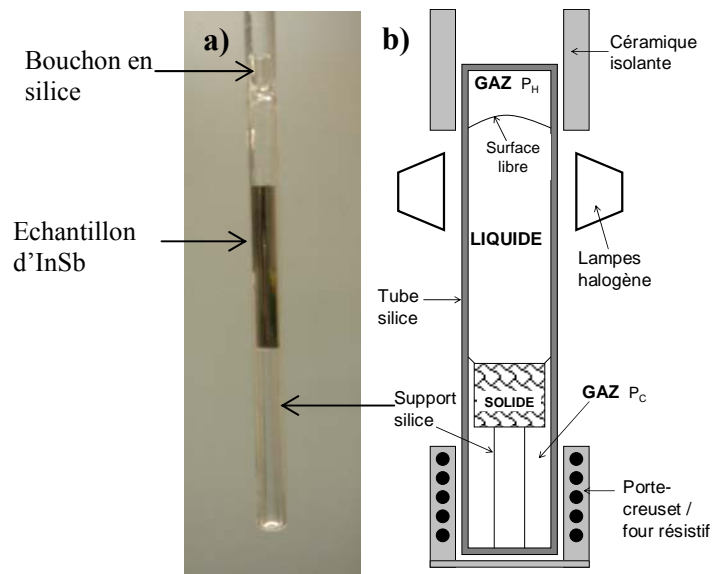 a)
Bouchon en
silice
Echantillon
d'InSb
Support
silice
b)
Céramique
isolante
GAZ P_H
Surface
libre
LIQUIDE
Lampes
halogène
Tube
silice
SOLIDE
GAZ P_C
Porte-
creuset /
four résistif